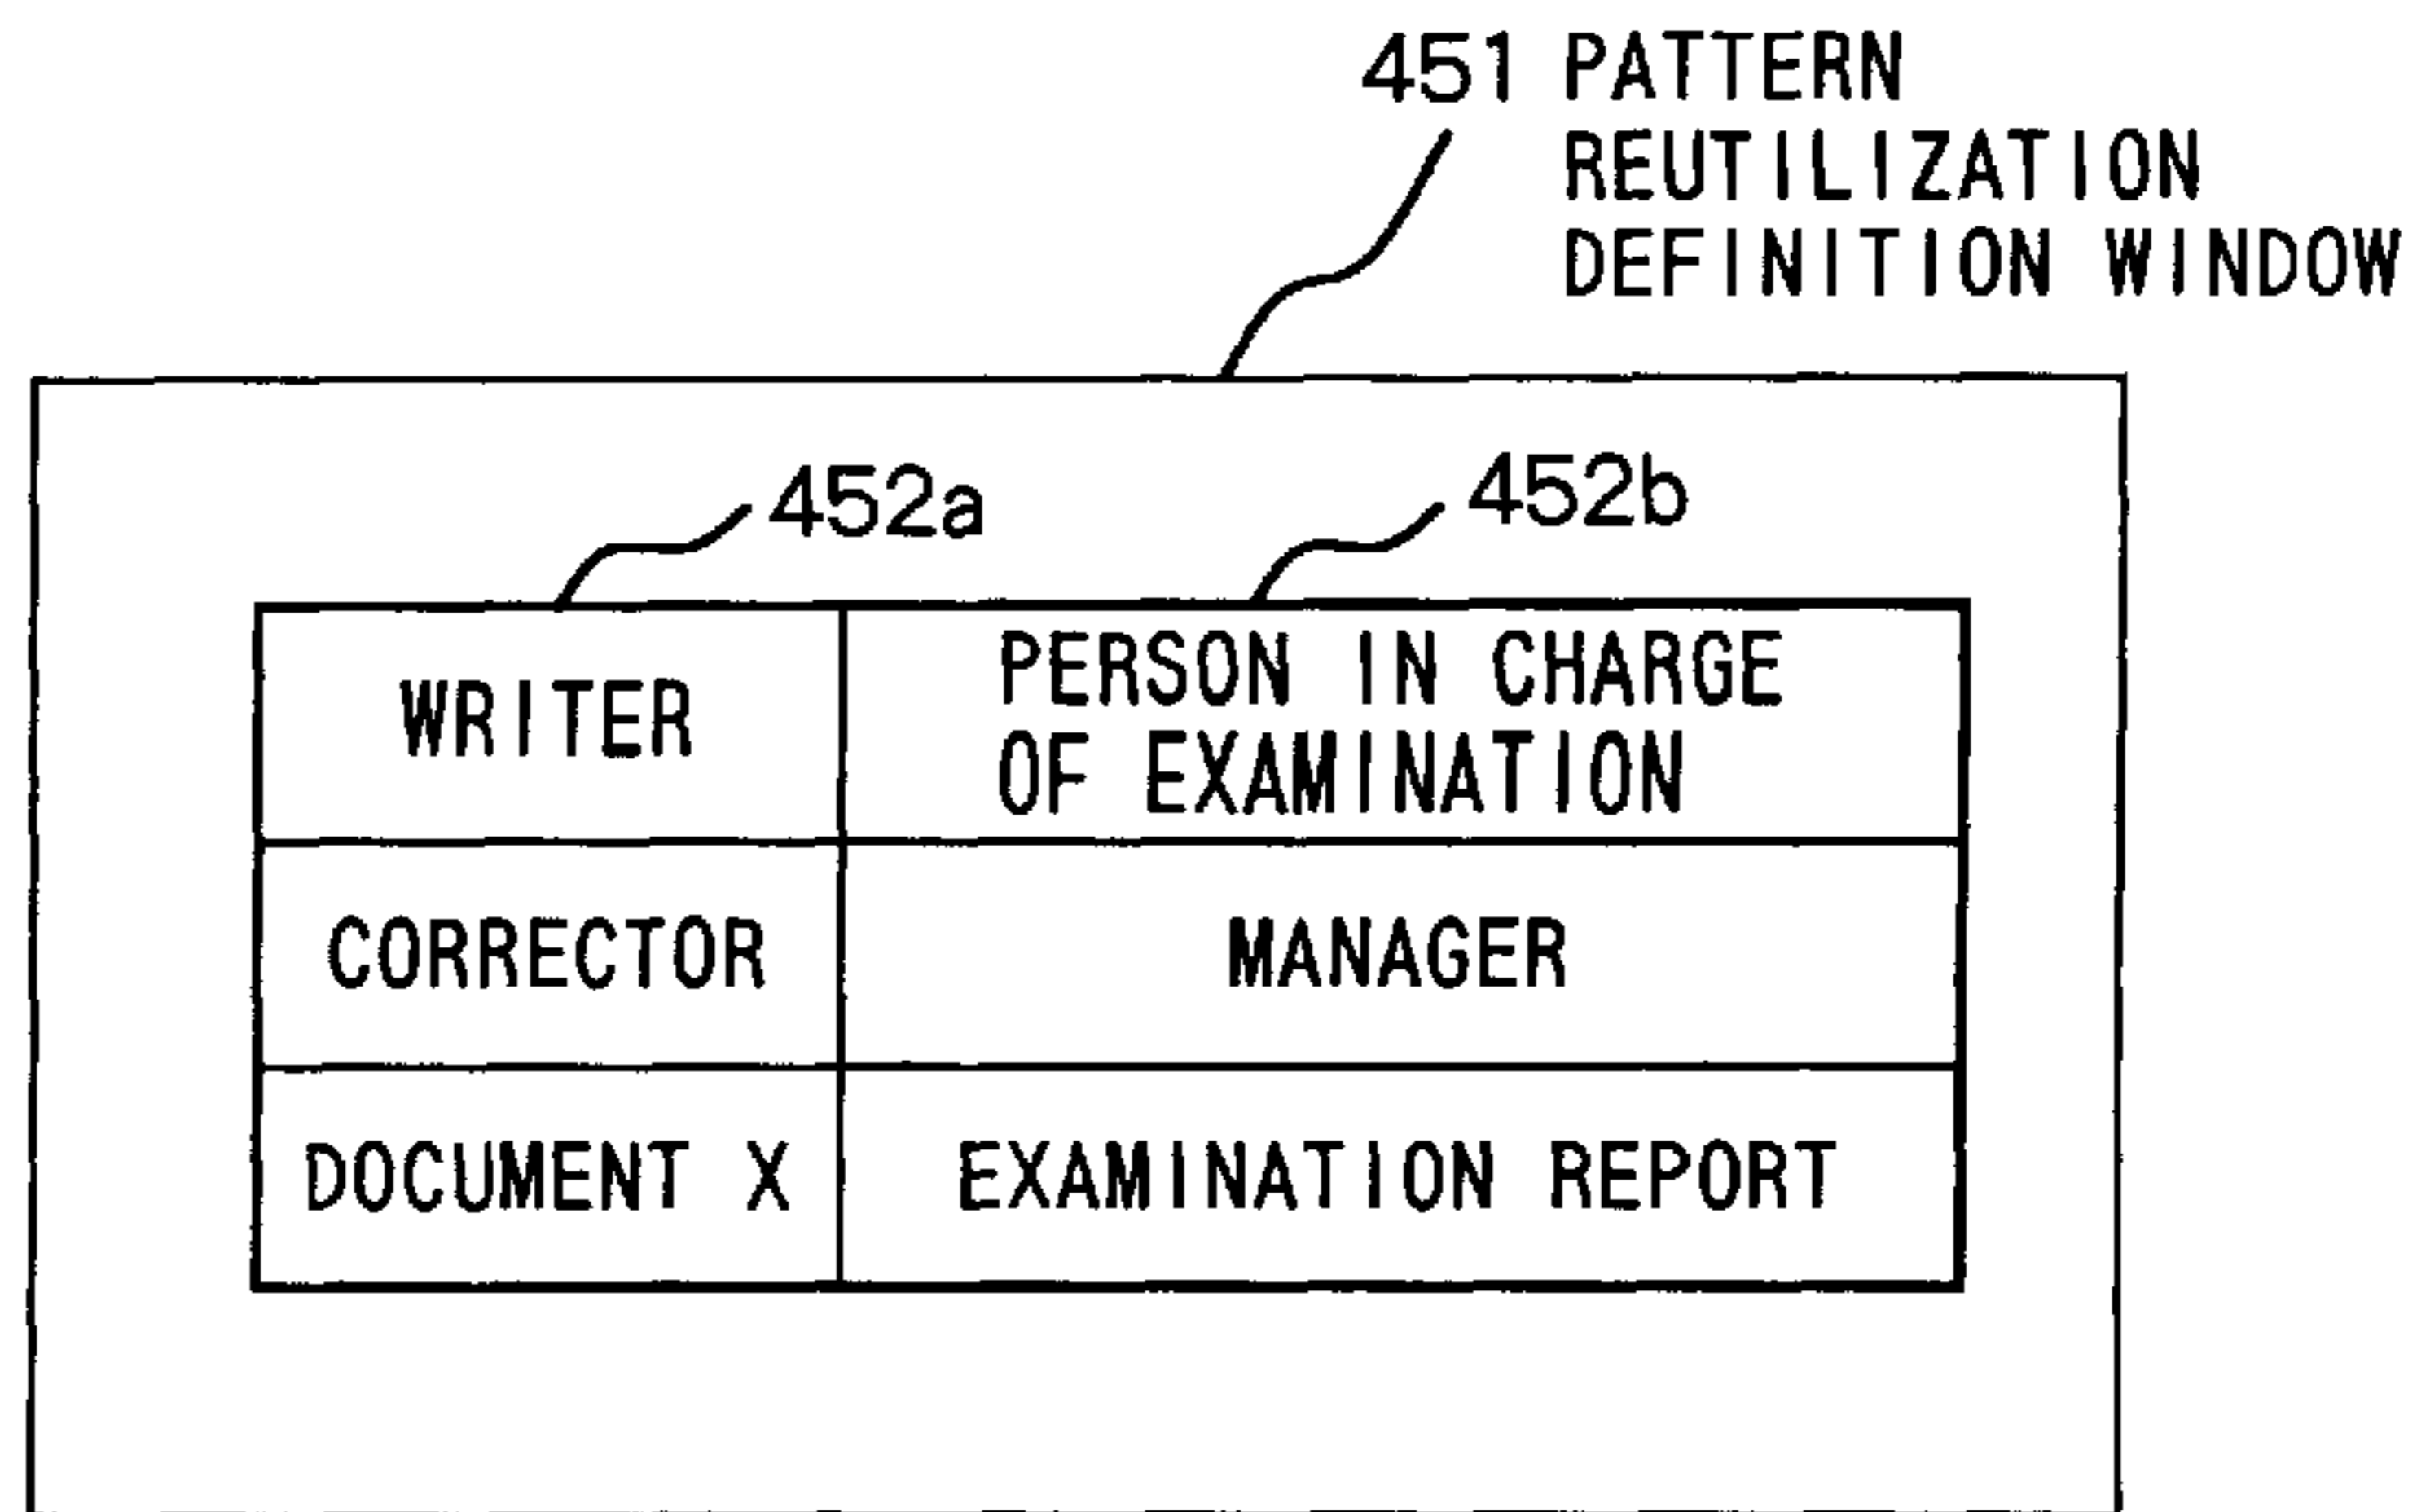 451 PATTERN
REUTILIZATION
DEFINITION WINDOW
452a
452b
WRITER
PERSON IN CHARGE
OF EXAMINATION
CORRECTOR
MANAGER
DOCUMENT X
EXAMINATION REPORT